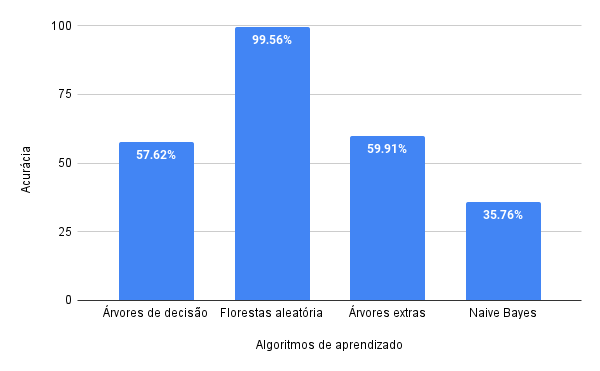 100
75
50
25
0
Acurácia
57.62%
99.56%
59.91%
35.76%
Árvores de decisão
Florestas aleatória
Árvores extras
Naive Bayes
Algoritmos de aprendizado